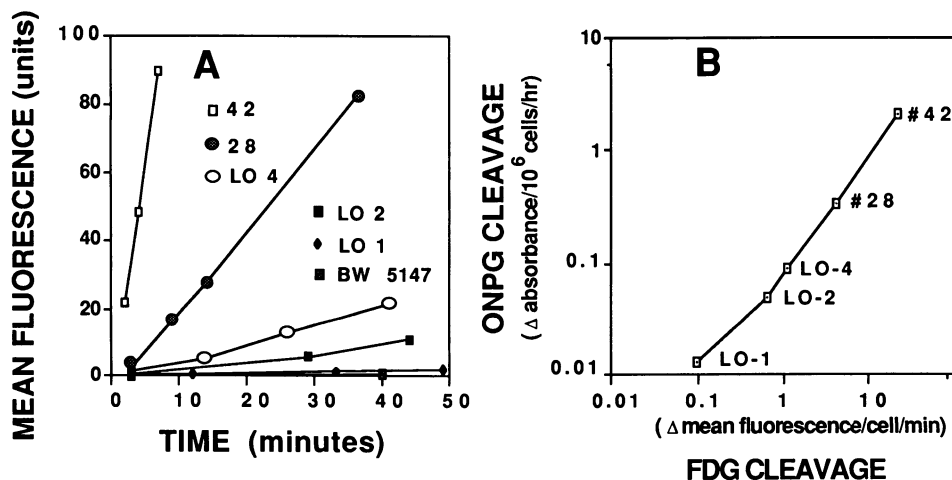 A
MEAN FLUORESCENCE (units)
100
80
60
40
20
0
42
28
LO 4
LO 2
LO 1
BW 5147
0 10 20 30 40 50
TIME (minutes)
B
ONPG CLEAVAGE
(Δ absorbance/10⁶ cells/hr)
10
1
0.1
0.01
#42
#28
LO-4
LO-2
LO-1
0.01 0.1 1 10
(Δ mean fluorescence/cell/min)
FDG CLEAVAGE